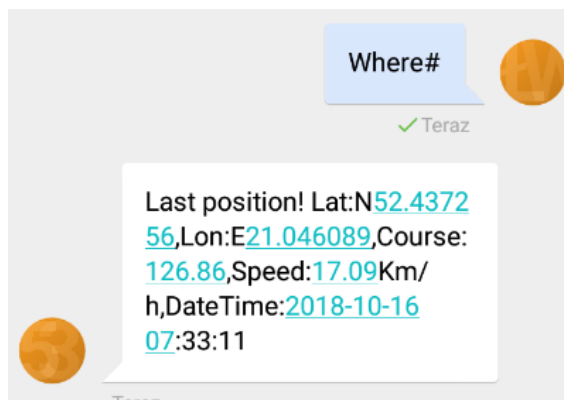 Where#
Teraz
Last position! Lat:N52.4372
56,Lon:E21.046089,Course:
126.86,Speed:17.09Km/
h,DateTime:2018-10-16
07:33:11
Teraz